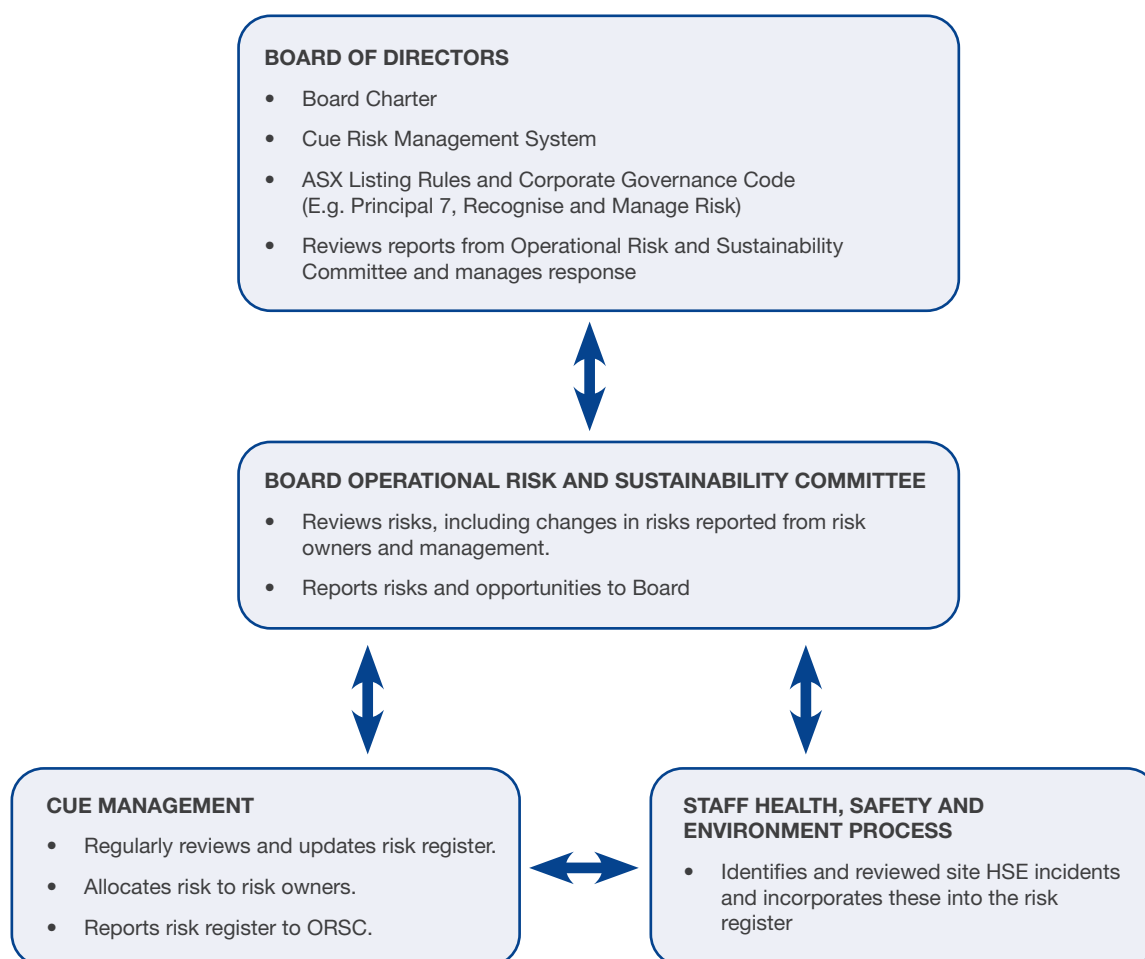 BOARD OF DIRECTORS
• Board Charter
• Cue Risk Management System
• ASX Listing Rules and Corporate Governance Code
(E.g. Principal 7, Recognise and Manage Risk)
• Reviews reports from Operational Risk and Sustainability
Committee and manages response
BOARD OPERATIONAL RISK AND SUSTAINABILITY COMMITTEE
• Reviews risks, including changes in risks reported from risk
owners and management.
• Reports risks and opportunities to Board
CUE MANAGEMENT
• Regularly reviews and updates risk register.
• Allocates risk to risk owners.
• Reports risk register to ORSC.
STAFF HEALTH, SAFETY AND
ENVIRONMENT PROCESS
• Identifies and reviewed site HSE incidents
and incorporates these into the risk
register